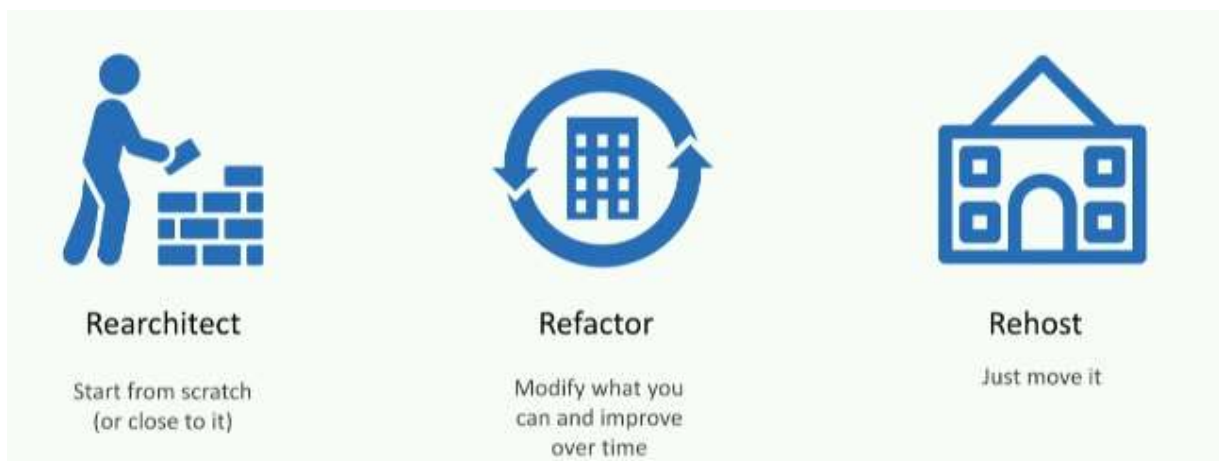 Rearchitect
Start from scratch
(or close to it)
Refactor
Modify what you
can and improve
over time
Rehost
Just move it